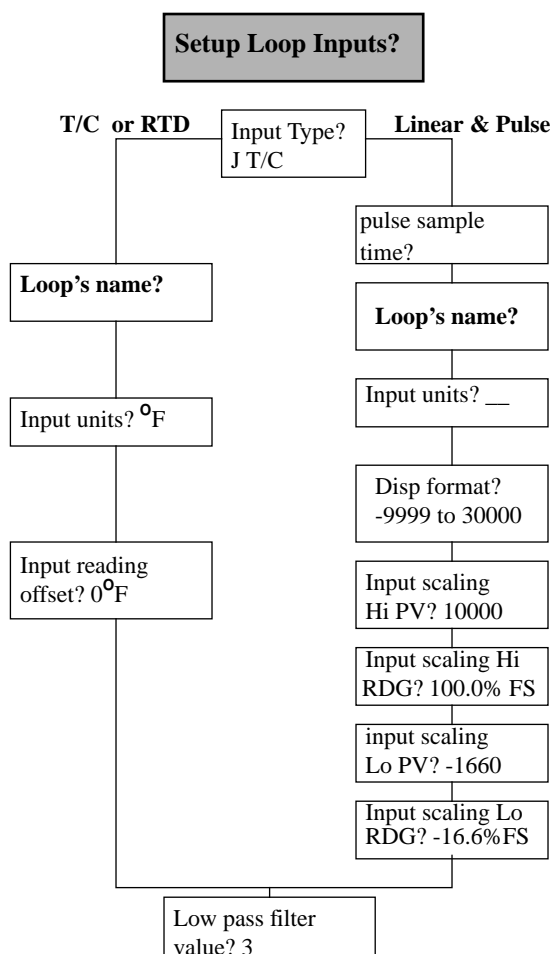 Setup Loop Inputs?
T/C or RTD
Input Type?
J T/C
Linear & Pulse
Loop's name?
Input units? ºF
Input reading
offset? 0ºF
pulse sample
time?
Loop's name?
Input units? __
Disp format?
-9999 to 30000
Input scaling
Hi PV? 10000
Input scaling Hi
RDG? 100.0% FS
input scaling
Lo PV? -1660
Input scaling Lo
RDG? -16.6%FS
Low pass filter
value? 3